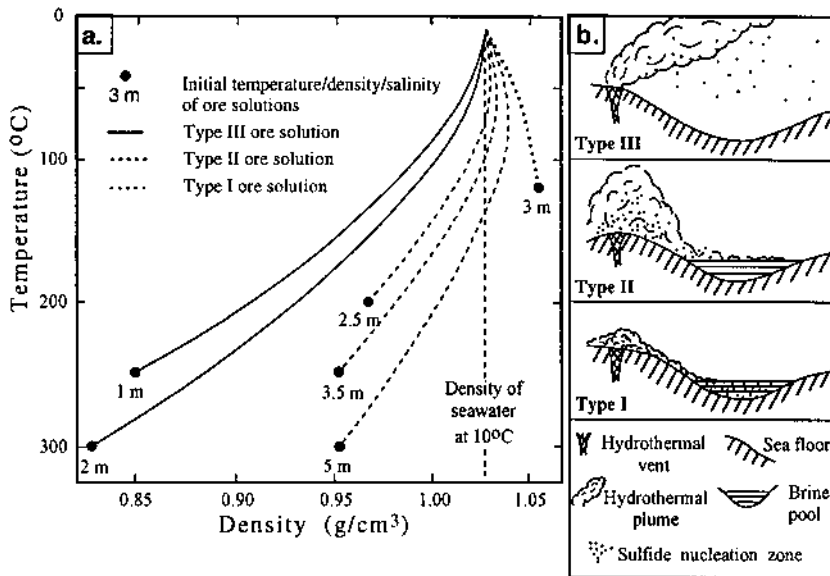 a.
0
100
200
300
Temperature (°C)
3 m
Initial temperature/density/salinity
of ore solutions
Type III ore solution
Type II ore solution
Type I ore solution
3 m
2.5 m
3.5 m
1 m
2 m
5 m
Density of
seawater
at 10°C
0.85
0.90
0.95
1.00
1.05
Density (g/cm³)
b.
Type III
Type II
Type I
Hydrothermal
vent
Sea floor
Hydrothermal
plume
Brine
pool
Sulfide nucleation zone